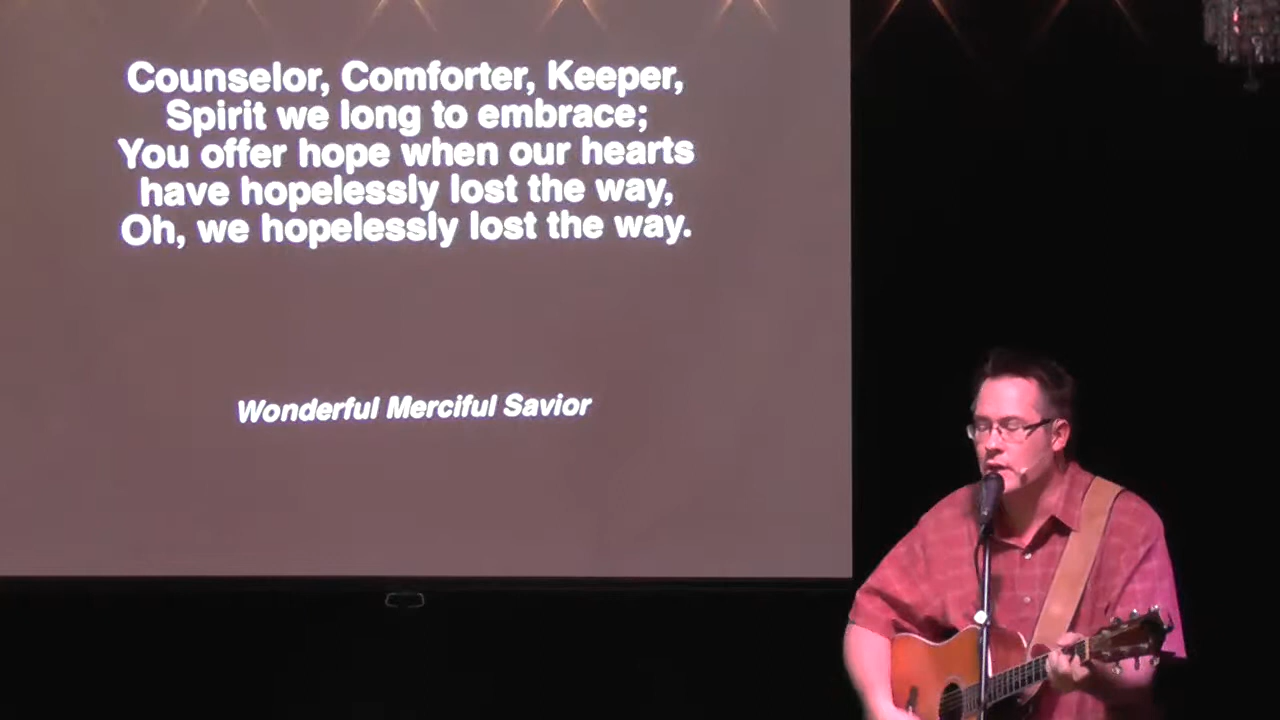 Counselor, Comforter, Keeper,
Spirit we long to embrace;
You offer hope when our hearts
have hopelessly lost the way,
Oh, we hopelessly lost the way.
Wonderful Merciful Savior